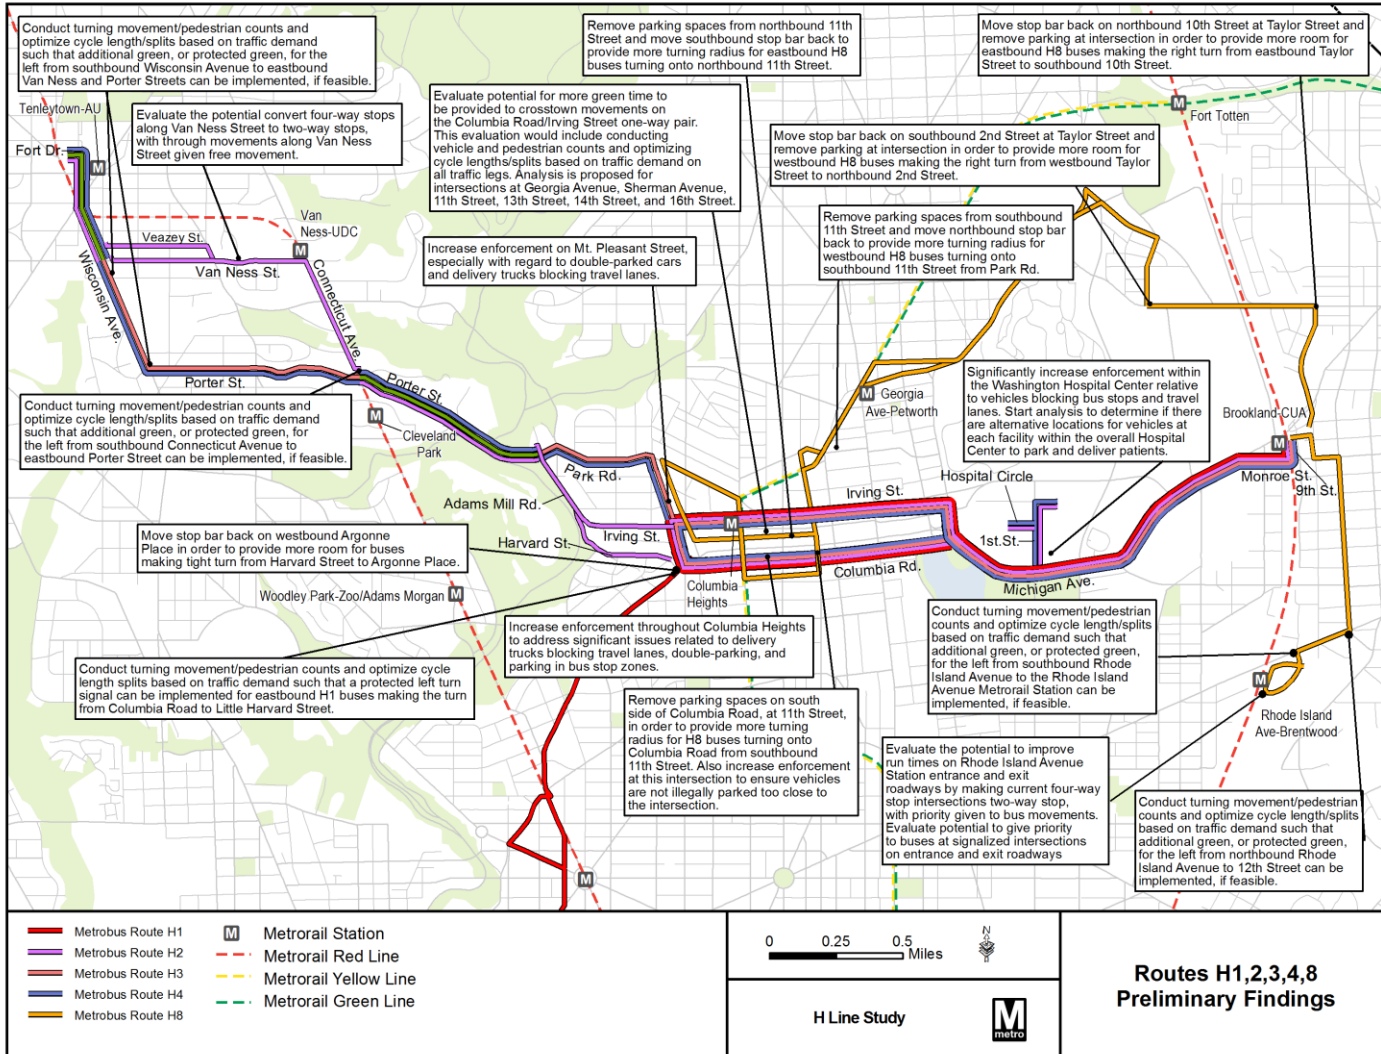 Conduct turning movement/pedestrian counts and
optimize cycle length/splits based on traffic demand
such that additional green, or protected green, for the
left from southbound Wisconsin Avenue to eastbound
Van Ness and Porter Streets can be implemented, if feasible.
Remove parking spaces from northbound 11th
Street and move southbound stop bar back to
provide more turning radius for eastbound H8
buses turning onto northbound 11th Street.
Move stop bar back on northbound 10th Street at Taylor Street and
remove parking at intersection in order to provide more room for
eastbound H8 buses making the right turn from eastbound Taylor
Street to southbound 10th Street.
Tenleytown-AU
Evaluate the potential convert four-way stops
along Van Ness Street to two-way stops,
with through movements along Van Ness
Street given free movement.
Evaluate potential for more green time to
be provided to crosstown movements on
the Columbia Road/Irving Street one-way pair.
This evaluation would include conducting
vehicle and pedestrian counts and optimizing
cycle lengths/splits based on traffic demand on
all traffic legs. Analysis is proposed for
intersections at Georgia Avenue, Sherman Avenue,
11th Street, 13th Street, 14th Street, and 16th Street.
M
Fort Totten
Move stop bar back on southbound 2nd Street at Taylor Street and
remove parking at intersection in order to provide more room for
westbound H8 buses making the right turn from westbound Taylor
Street to northbound 2nd Street.
Fort Dr.
M
Van
Ness-UDC
M
Veazey St.
Van Ness St.
Wisconsin Ave.
Connecticut Ave.
Increase enforcement on Mt. Pleasant Street,
especially with regard to double-parked cars
and delivery trucks blocking travel lanes.
Remove parking spaces from southbound
11th Street and move northbound stop bar
back to provide more turning radius for
westbound H8 buses turning onto
southbound 11th Street from Park Rd.
Porter St.
Porter St.
Conduct turning movement/pedestrian counts and
optimize cycle length/splits based on traffic demand
such that additional green, or protected green, for
the left from southbound Connecticut Avenue to
eastbound Porter Street can be implemented, if feasible.
M
Cleveland
Park
M
Georgia
Ave-Petworth
Significantly increase enforcement within
the Washington Hospital Center relative
to vehicles blocking bus stops and travel
lanes. Start analysis to determine if there
are alternative locations for vehicles at
each facility within the overall Hospital
Center to park and deliver patients.
Brookland-CUA
M
Monroe St.
9th St.
Park Rd.
Adams Mill Rd.
Irving St.
Hospital Circle
1st.St.
Michigan Ave.
M
Irving St.
Harvard St.
Columbia Rd.
Columbia
Heights
Move stop bar back on westbound Argonne
Place in order to provide more room for buses
making tight turn from Harvard Street to Argonne Place.
Woodley Park-Zoo/Adams Morgan
M
Increase enforcement throughout Columbia Heights
to address significant issues related to delivery
trucks blocking travel lanes, double-parking, and
parking in bus stop zones.
Conduct turning movement/pedestrian
counts and optimize cycle length/splits
based on traffic demand such that
additional green, or protected green,
for the left from southbound Rhode
Island Avenue to the Rhode Island
Avenue Metrorail Station can be
implemented, if feasible.
Conduct turning movement/pedestrian counts and optimize cycle
length splits based on traffic demand such that a protected left turn
signal can be implemented for eastbound H1 buses making the turn
from Columbia Road to Little Harvard Street.
Remove parking spaces on south
side of Columbia Road, at 11th Street,
in order to provide more turning
radius for H8 buses turning onto
Columbia Road from southbound
11th Street. Also increase enforcement
at this intersection to ensure vehicles
are not illegally parked too close to
the intersection.
M
Rhode Island
Ave-Brentwood
Evaluate the potential to improve
run times on Rhode Island Avenue
Station entrance and exit
roadways by making current four-way
stop intersections two-way stop,
with priority given to bus movements.
Evaluate potential to give priority
to buses at signalized intersections
on entrance and exit roadways
Conduct turning movement/pedestrian
counts and optimize cycle length/splits
based on traffic demand such that
additional green, or protected green,
for the left from northbound Rhode
Island Avenue to 12th Street can be
implemented, if feasible.
M
Metrobus Route H1
Metrobus Route H2
Metrobus Route H3
Metrobus Route H4
Metrobus Route H8
M Metrorail Station
Metrorail Red Line
Metrorail Yellow Line
Metrorail Green Line
0 0.25 0.5
Miles
N
H Line Study
M
metro
Routes H1,2,3,4,8
Preliminary Findings